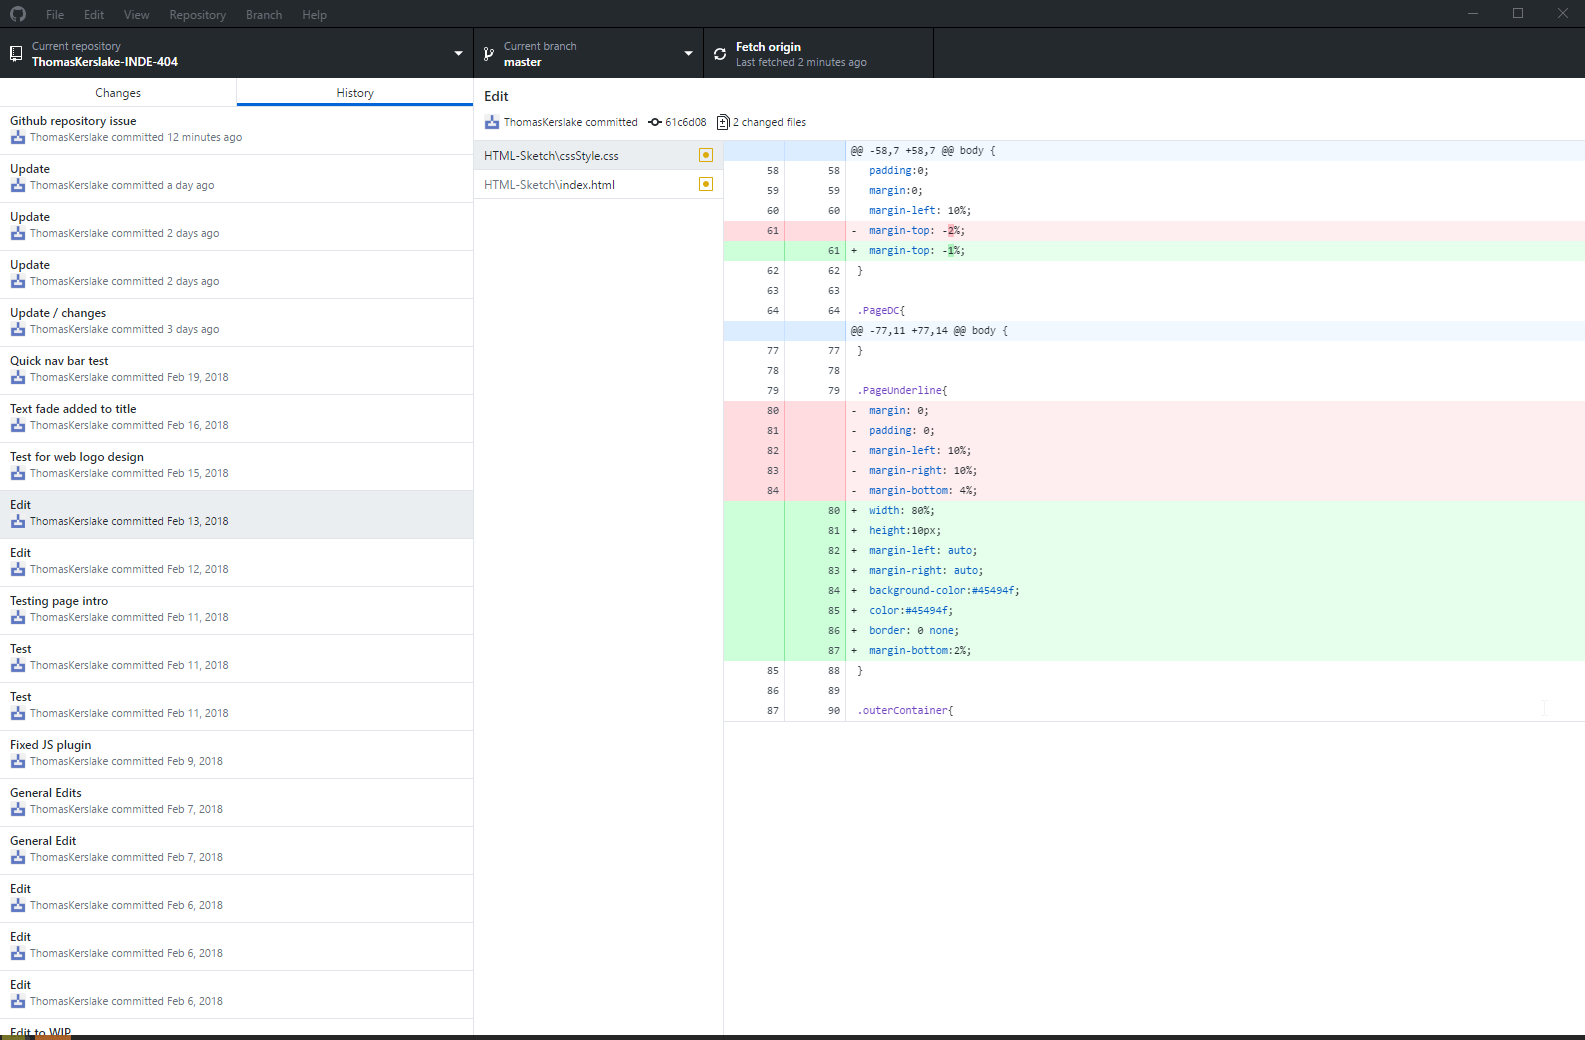 File Edit View Repository Branch Help
Current repository
ThomasKerslake-INDE-404
Current branch
master
Fetch origin
Last fetched 2 minutes ago
Changes
History
Github repository issue
ThomasKerslake committed 12 minutes ago
Update
ThomasKerslake committed a day ago
Update
ThomasKerslake committed 2 days ago
Update
ThomasKerslake committed 2 days ago
Update / changes
ThomasKerslake committed 3 days ago
Quick nav bar test
ThomasKerslake committed Feb 19, 2018
Text fade added to title
ThomasKerslake committed Feb 16, 2018
Test for web logo design
ThomasKerslake committed Feb 15, 2018
Edit
ThomasKerslake committed Feb 13, 2018
Edit
ThomasKerslake committed Feb 12, 2018
Testing page intro
ThomasKerslake committed Feb 11, 2018
Test
ThomasKerslake committed Feb 11, 2018
Test
ThomasKerslake committed Feb 11, 2018
Fixed JS plugin
ThomasKerslake committed Feb 9, 2018
General Edits
ThomasKerslake committed Feb 7, 2018
General Edit
ThomasKerslake committed Feb 7, 2018
Edit
ThomasKerslake committed Feb 6, 2018
Edit
ThomasKerslake committed Feb 6, 2018
Edit
ThomasKerslake committed Feb 6, 2018
Edit to WIP
Edit
ThomasKerslake committed 61c6d08 2 changed files
HTML-Sketch\cssStyle.css
HTML-Sketch\index.html
@@ -58,7 +58,7 @@ body {
58 58 padding:0;
59 59 margin:0;
60 60 margin-left: 10%;
61 - margin-top: -2%;
61 + margin-top: -1%;
62 62 }
63 63
64 64 .PageDC{
@@ -77,11 +77,14 @@ body {
77 77 }
78 78
79 79 .PageUnderline{
80 - margin: 0;
81 - padding: 0;
82 - margin-left: 10%;
83 - margin-right: 10%;
84 - margin-bottom: 4%;
80 + width: 80%;
81 + height:10px;
82 + margin-left: auto;
83 + margin-right: auto;
84 + background-color:#45494f;
85 + color:#45494f;
86 + border: 0 none;
87 + margin-bottom:2%;
85 88 }
86 89
87 90 .outerContainer{